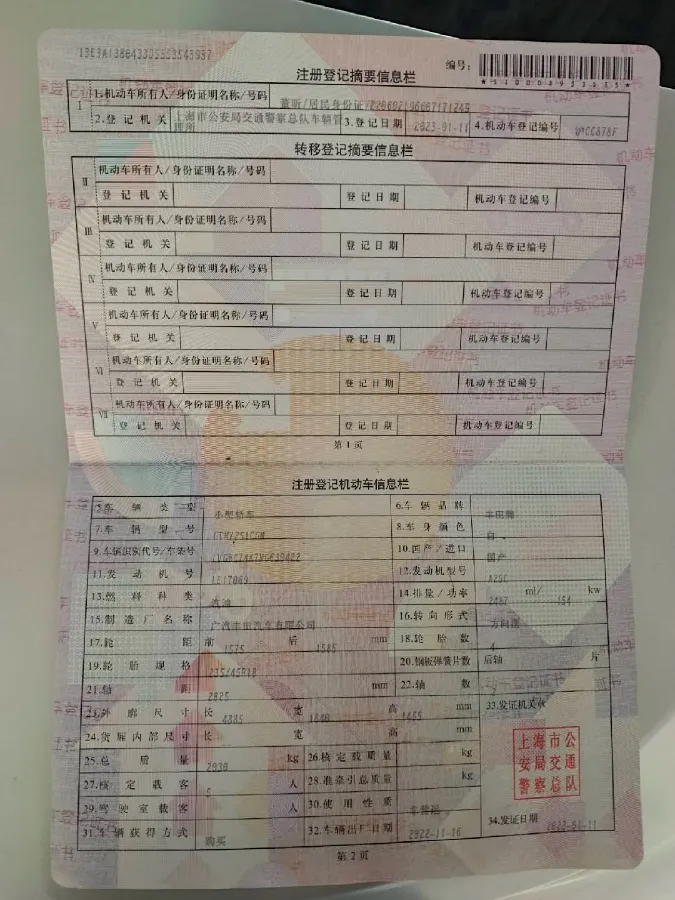 注册登记摘要信息栏
编号:
I
1.机动车所有人/身份证明名称/号码
2.登记机关 上海市公安局交通警察总队车辆管理所 3.登记日期 2023-01-11 4.机动车登记编号
转移登记摘要信息栏
II
机动车所有人/身份证明名称/号码
登记机关 登记日期 机动车登记编号
III
机动车所有人/身份证明名称/号码
登记机关 登记日期 机动车登记编号
IV
机动车所有人/身份证明名称/号码
登记机关 登记日期 机动车登记编号
V
机动车所有人/身份证明名称/号码
登记机关 登记日期 机动车登记编号
VI
机动车所有人/身份证明名称/号码
登记机关 登记日期 机动车登记编号
VII
机动车所有人/身份证明名称/号码
登记机关 登记日期 机动车登记编号
第1页
注册登记机动车信息栏
5.车辆类型 小型轿车 6.车辆品牌 丰田牌
7.车辆型号 8.车身颜色 白
9.车辆识别代号/车架号 10.国产/进口 国产
11.发动机号 12.发动机型号 A25C
13.燃料种类 汽油 14.排量/功率 2487 ml/ 154 kw
15.制造厂名称 广汽丰田汽车有限公司 16.转向形式 方向盘
17.轮距 前 1575 后 1585 mm 18.轮胎数 4
19.轮胎规格 235/45R18 20.钢板弹簧片数 后轴 片
21.轴距 2825 mm 22.轴数 2
23.外廓尺寸 长 4885 宽 1840 高 1455 mm 33.发证机关章
24.货厢内部尺寸 长 宽 高 mm
25.总质量 2030 kg 26.核定载质量 kg
27.核定载客 5 人 28.准牵引总质量 kg
29.驾驶室载客 人 30.使用性质 非营运
31.车辆获得方式 购买 32.车辆出厂日期 2022-11-16 34.发证日期 2023-01-11
上海市公
安局交通
警察总队
第2页